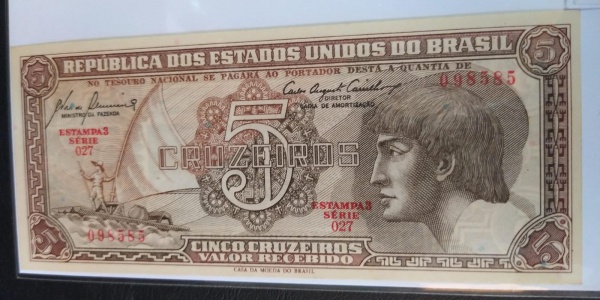 REPÚBLICA DOS ESTADOS UNIDOS DO BRASIL
NO TESOURO NACIONAL SE PAGARÁ AO PORTADOR DESTA A QUANTIA DE
5
5
098585
MINISTRO DA FAZENDA
DIRETOR
CAIXA DE AMORTIZAÇÃO
ESTAMPA 3
SÉRIE
027
5
CRUZEIROS
ESTAMPA 3
SÉRIE
027
098585
5
5
CINCO CRUZEIROS
VALOR RECEBIDO
CASA DA MOEDA DO BRASIL